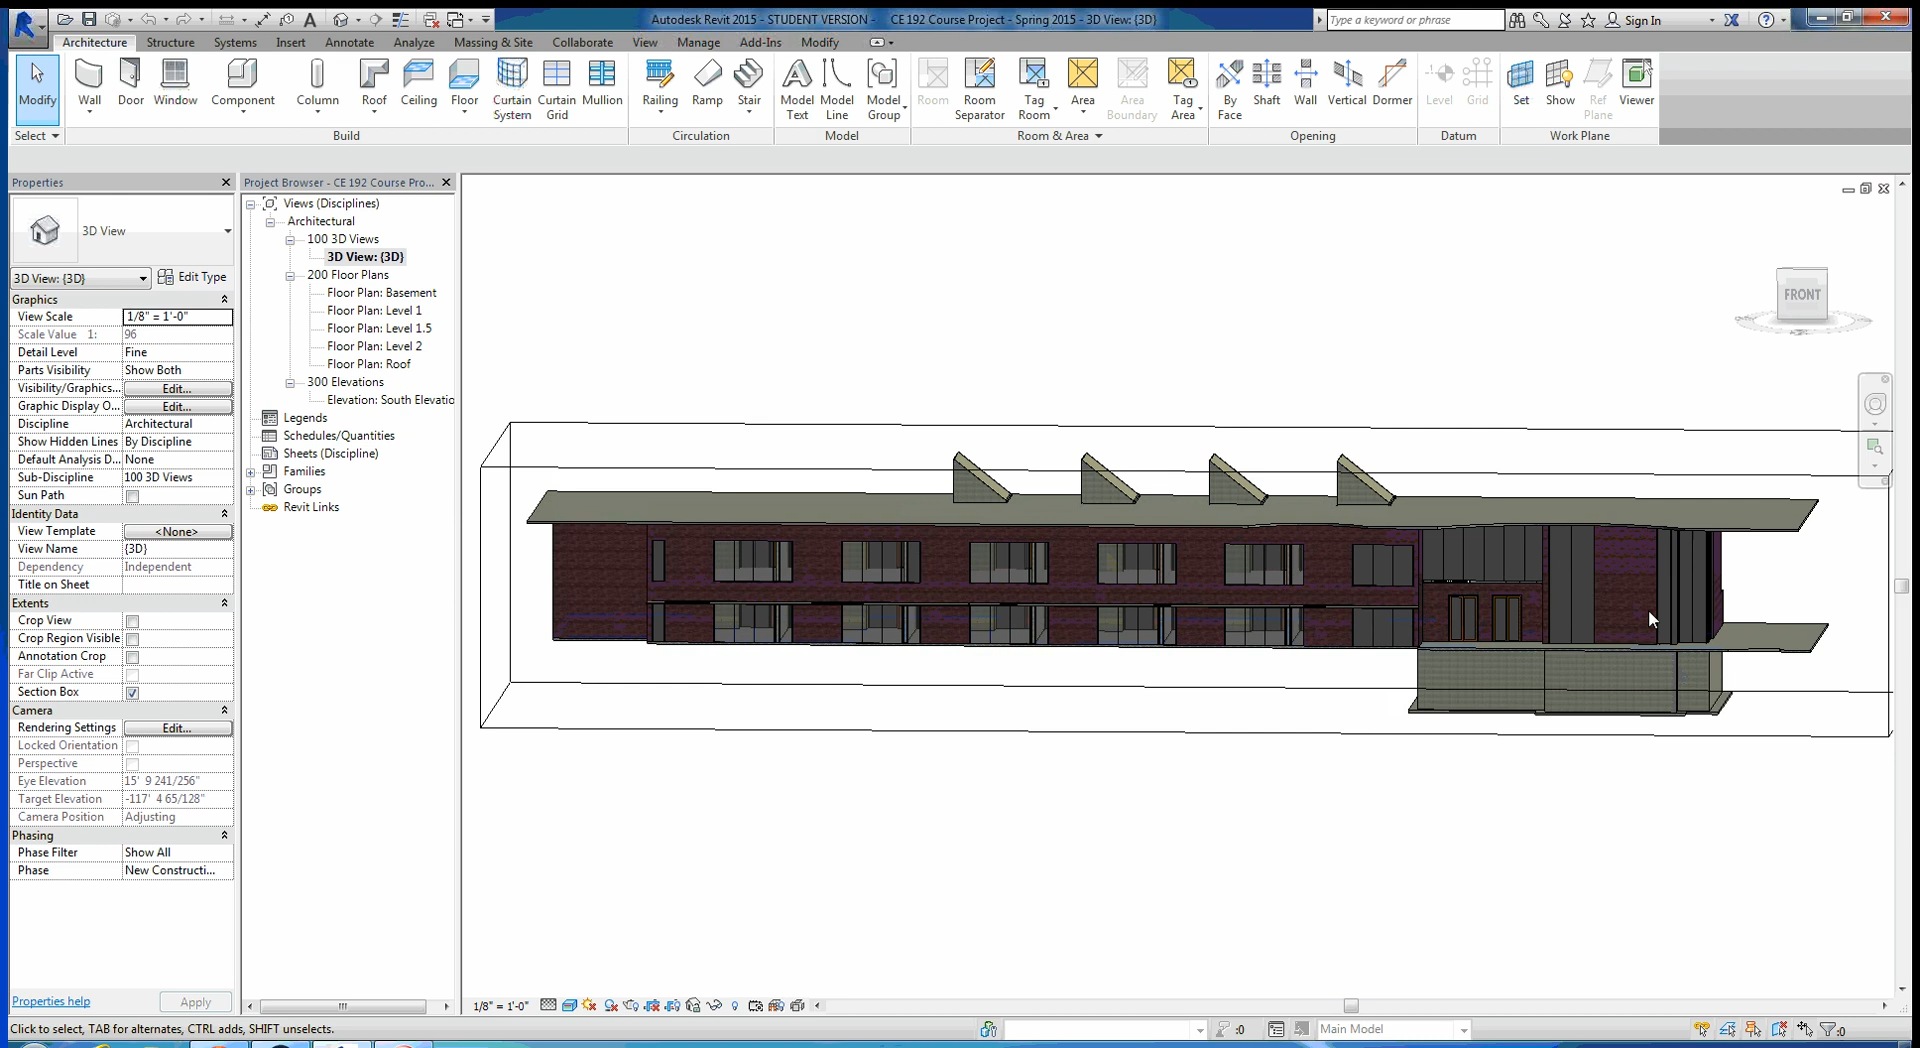 Autodesk Revit 2015 - STUDENT VERSION - CE 192 Course Project - Spring 2015 - 3D View: {3D}
Type a keyword or phrase
Sign In
Architecture Structure Systems Insert Annotate Analyze Massing & Site Collaborate View Manage Add-Ins Modify
Modify Wall Door Window Component Column Roof Ceiling Floor Curtain System Curtain Grid Mullion Railing Ramp Stair Model Text Model Line Model Group Room Room Separator Tag Room Area Area Boundary Tag Area By Face Shaft Wall Vertical Dormer Level Grid Set Show Ref Plane Viewer
Select Build Circulation Model Room & Area Opening Datum Work Plane
Properties
3D View
3D View: {3D} Edit Type
Graphics
View Scale 1/8" = 1'-0"
Scale Value 1: 96
Detail Level Fine
Parts Visibility Show Both
Visibility/Graphics... Edit...
Graphic Display O... Edit...
Discipline Architectural
Show Hidden Lines By Discipline
Default Analysis D... None
Sub-Discipline 100 3D Views
Sun Path
Identity Data
View Template <None>
View Name {3D}
Dependency Independent
Title on Sheet
Extents
Crop View
Crop Region Visible
Annotation Crop
Far Clip Active
Section Box
Camera
Rendering Settings Edit...
Locked Orientation
Perspective
Eye Elevation 15' 9 241/256"
Target Elevation -117' 4 65/128"
Camera Position Adjusting
Phasing
Phase Filter Show All
Phase New Constructi...
Properties help Apply
Project Browser - CE 192 Course Pro...
Views (Disciplines)
Architectural
100 3D Views
3D View: {3D}
200 Floor Plans
Floor Plan: Basement
Floor Plan: Level 1
Floor Plan: Level 1.5
Floor Plan: Level 2
Floor Plan: Roof
300 Elevations
Elevation: South Elevatio
Legends
Schedules/Quantities
Sheets (Discipline)
Families
Groups
Revit Links
FRONT
1/8" = 1'-0"
Click to select, TAB for alternates, CTRL adds, SHIFT unselects.
:0
Main Model
:0